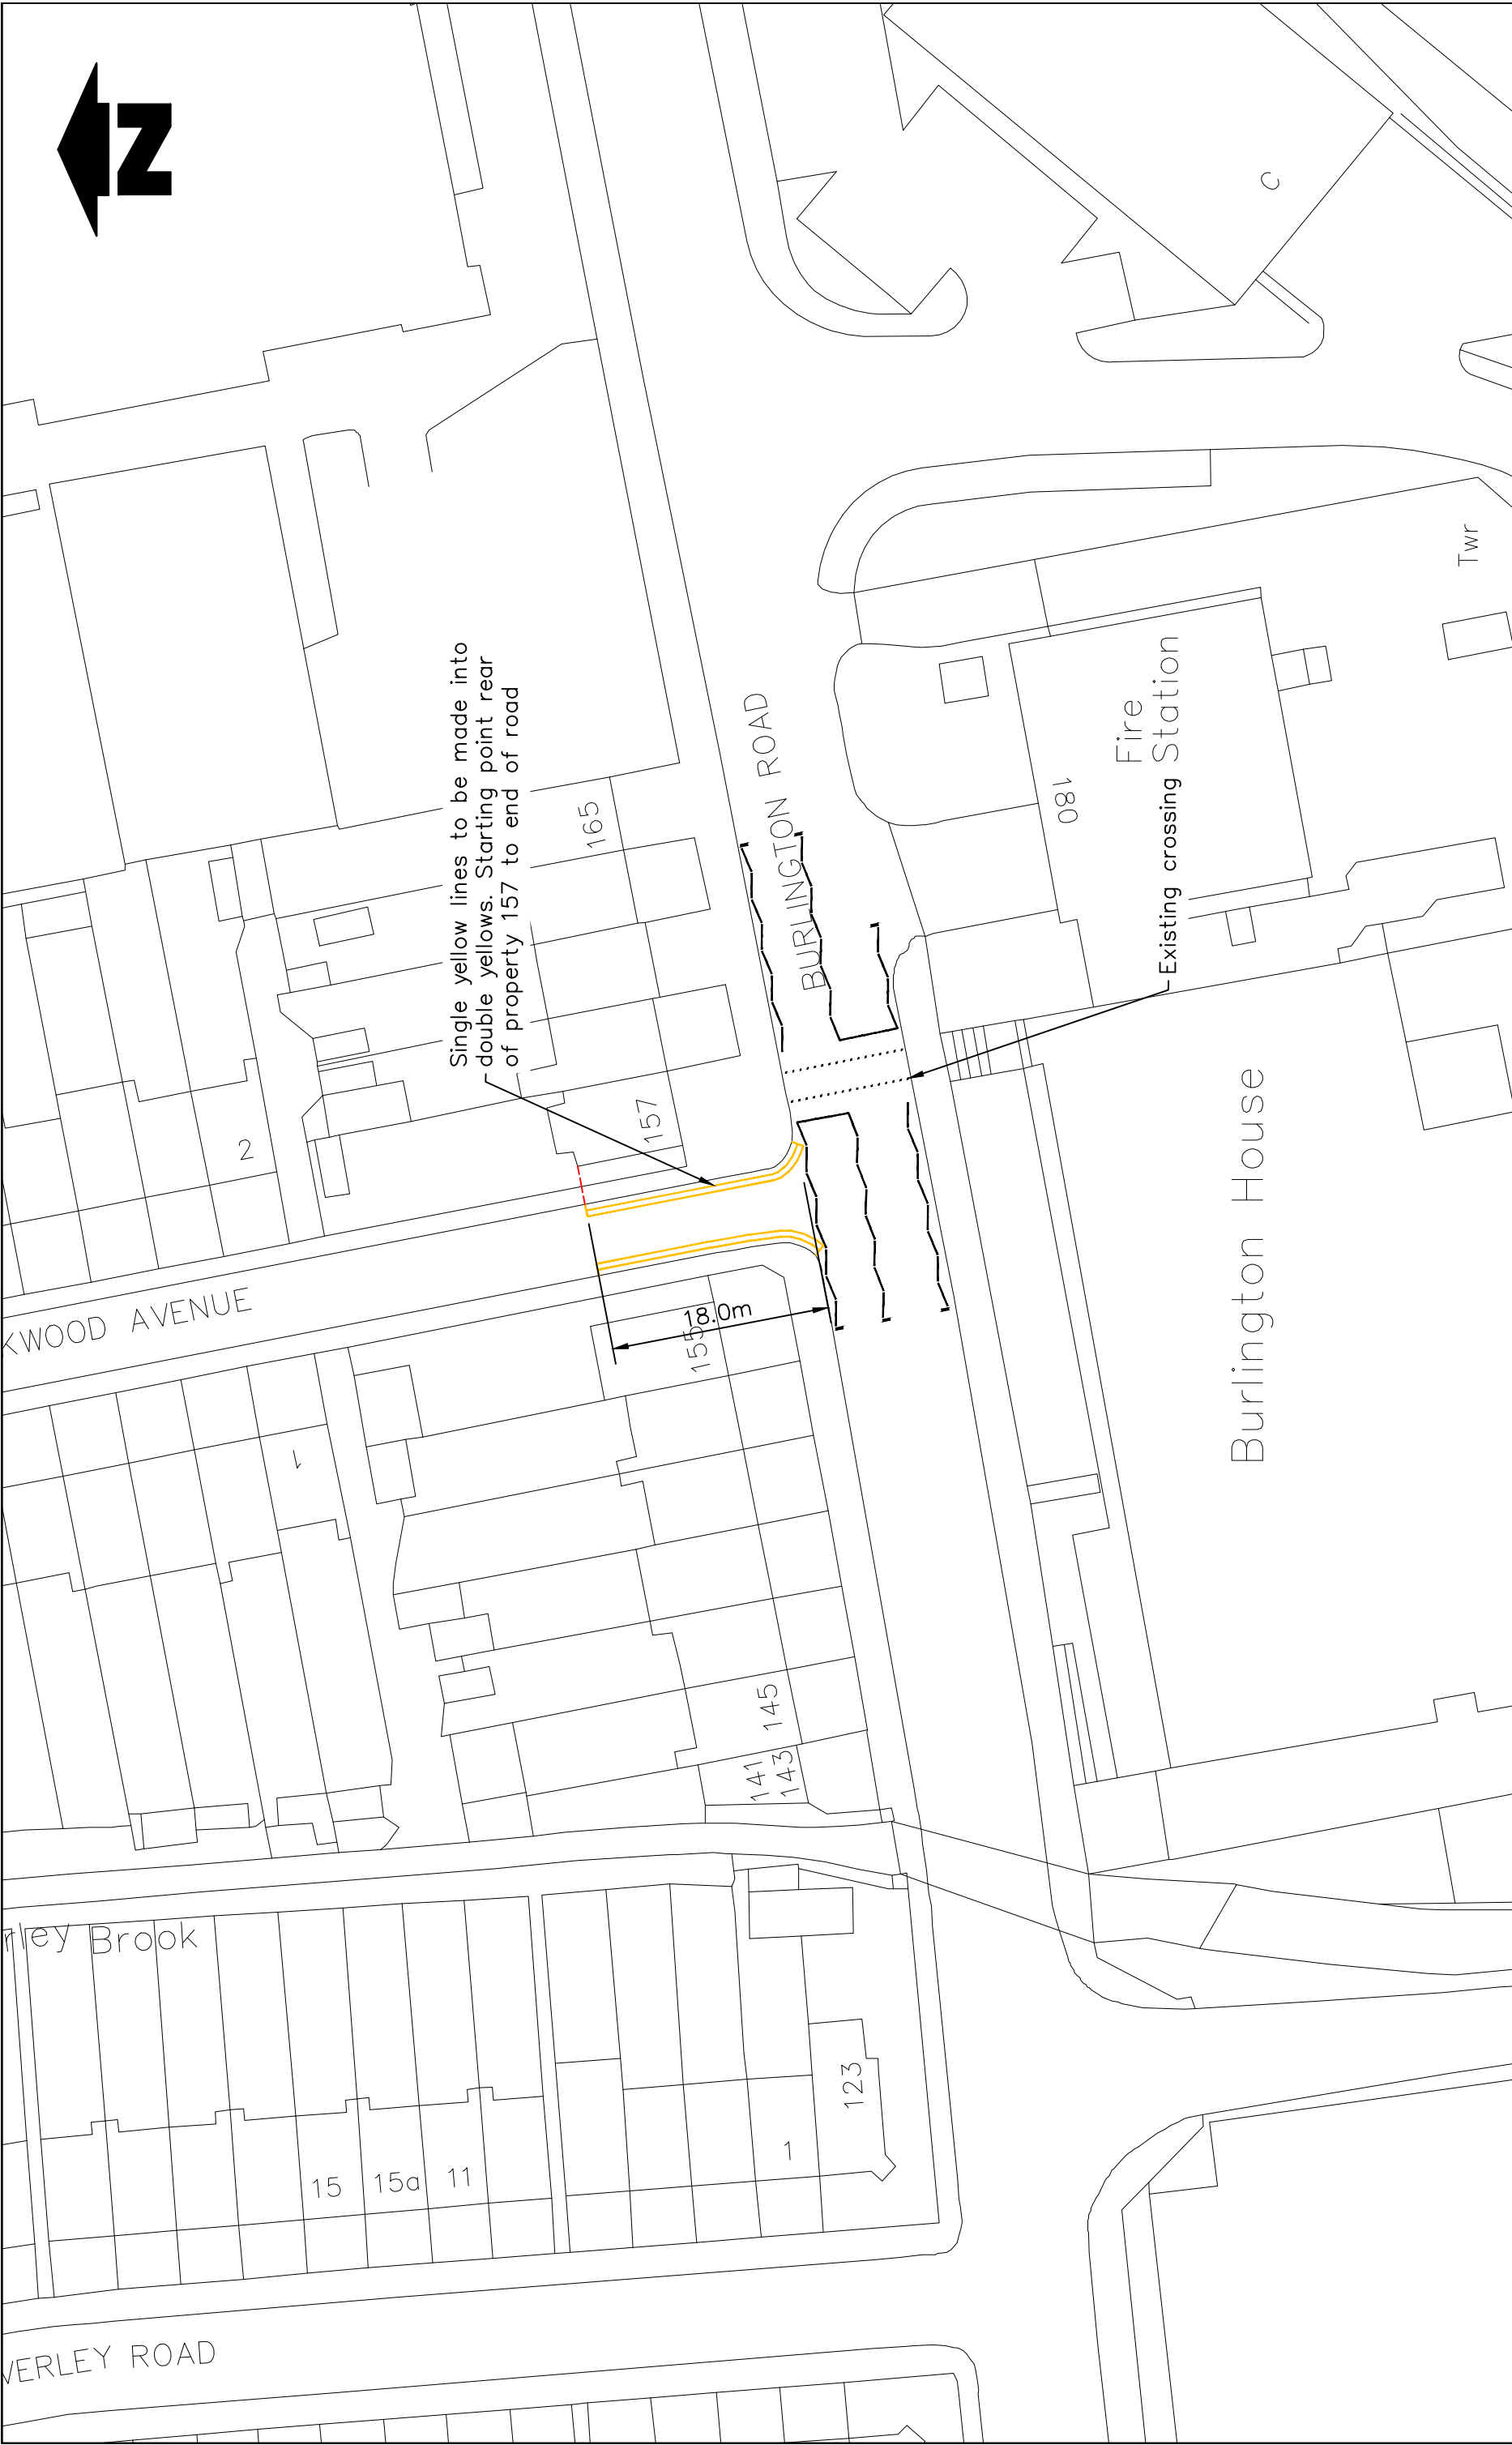 N
Single yellow lines to be made into
double yellows. Starting point rear
of property 157 to end of road
C
Twr
165
BURLINGTON ROAD
Fire
Station
180
Existing crossing
157
2
KWOOD AVENUE
18.0m
155
1
Burlington House
145
141
143
rley Brook
123
1
15
15a
11
VERLEY ROAD